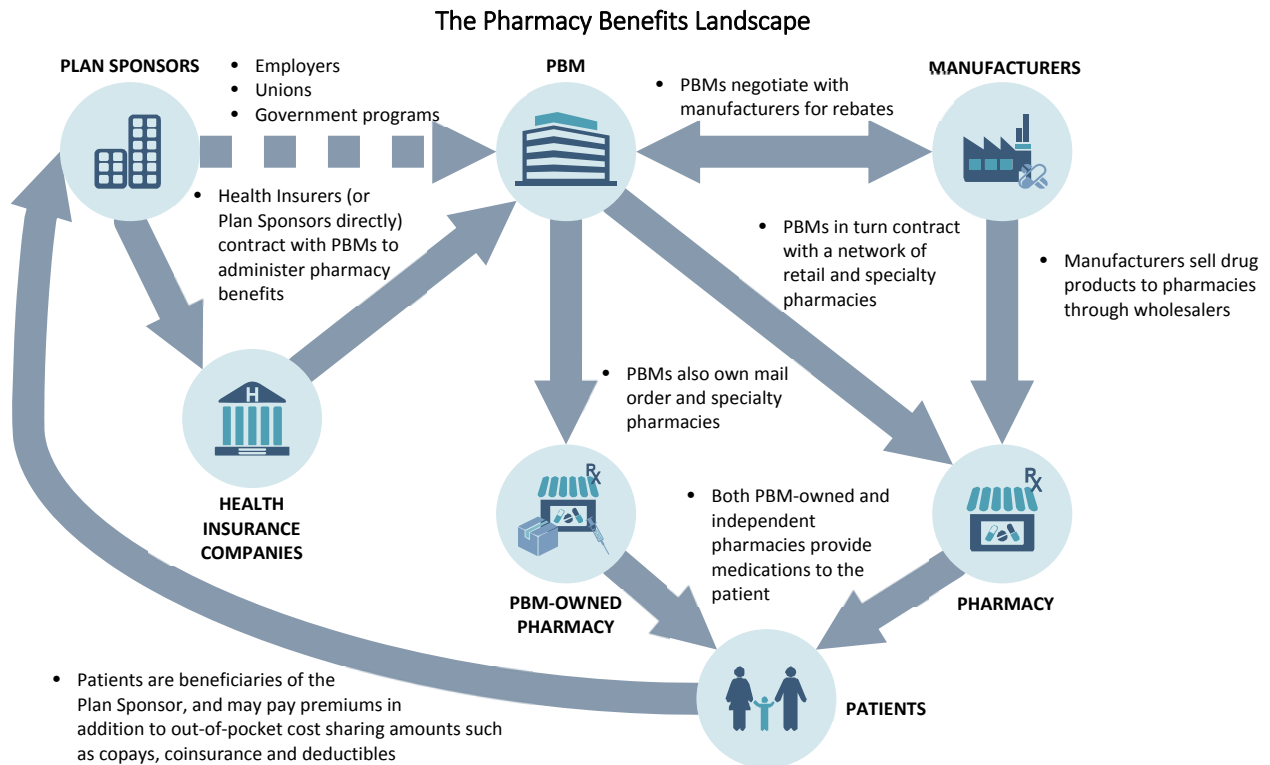 The Pharmacy Benefits Landscape
PLAN SPONSORS
• Employers
• Unions
• Government programs
PBM
• PBMs negotiate with
manufacturers for rebates
MANUFACTURERS
• Health Insurers (or
Plan Sponsors directly)
contract with PBMs to
administer pharmacy
benefits
• PBMs in turn contract
with a network of
retail and specialty
pharmacies
• Manufacturers sell drug
products to pharmacies
through wholesalers
H
HEALTH
INSURANCE
COMPANIES
• PBMs also own mail
order and specialty
pharmacies
Rx
PBM-OWNED
PHARMACY
• Both PBM-owned and
independent
pharmacies provide
medications to the
patient
Rx
PHARMACY
• Patients are beneficiaries of the
Plan Sponsor, and may pay premiums in
addition to out-of-pocket cost sharing amounts such
as copays, coinsurance and deductibles
PATIENTS